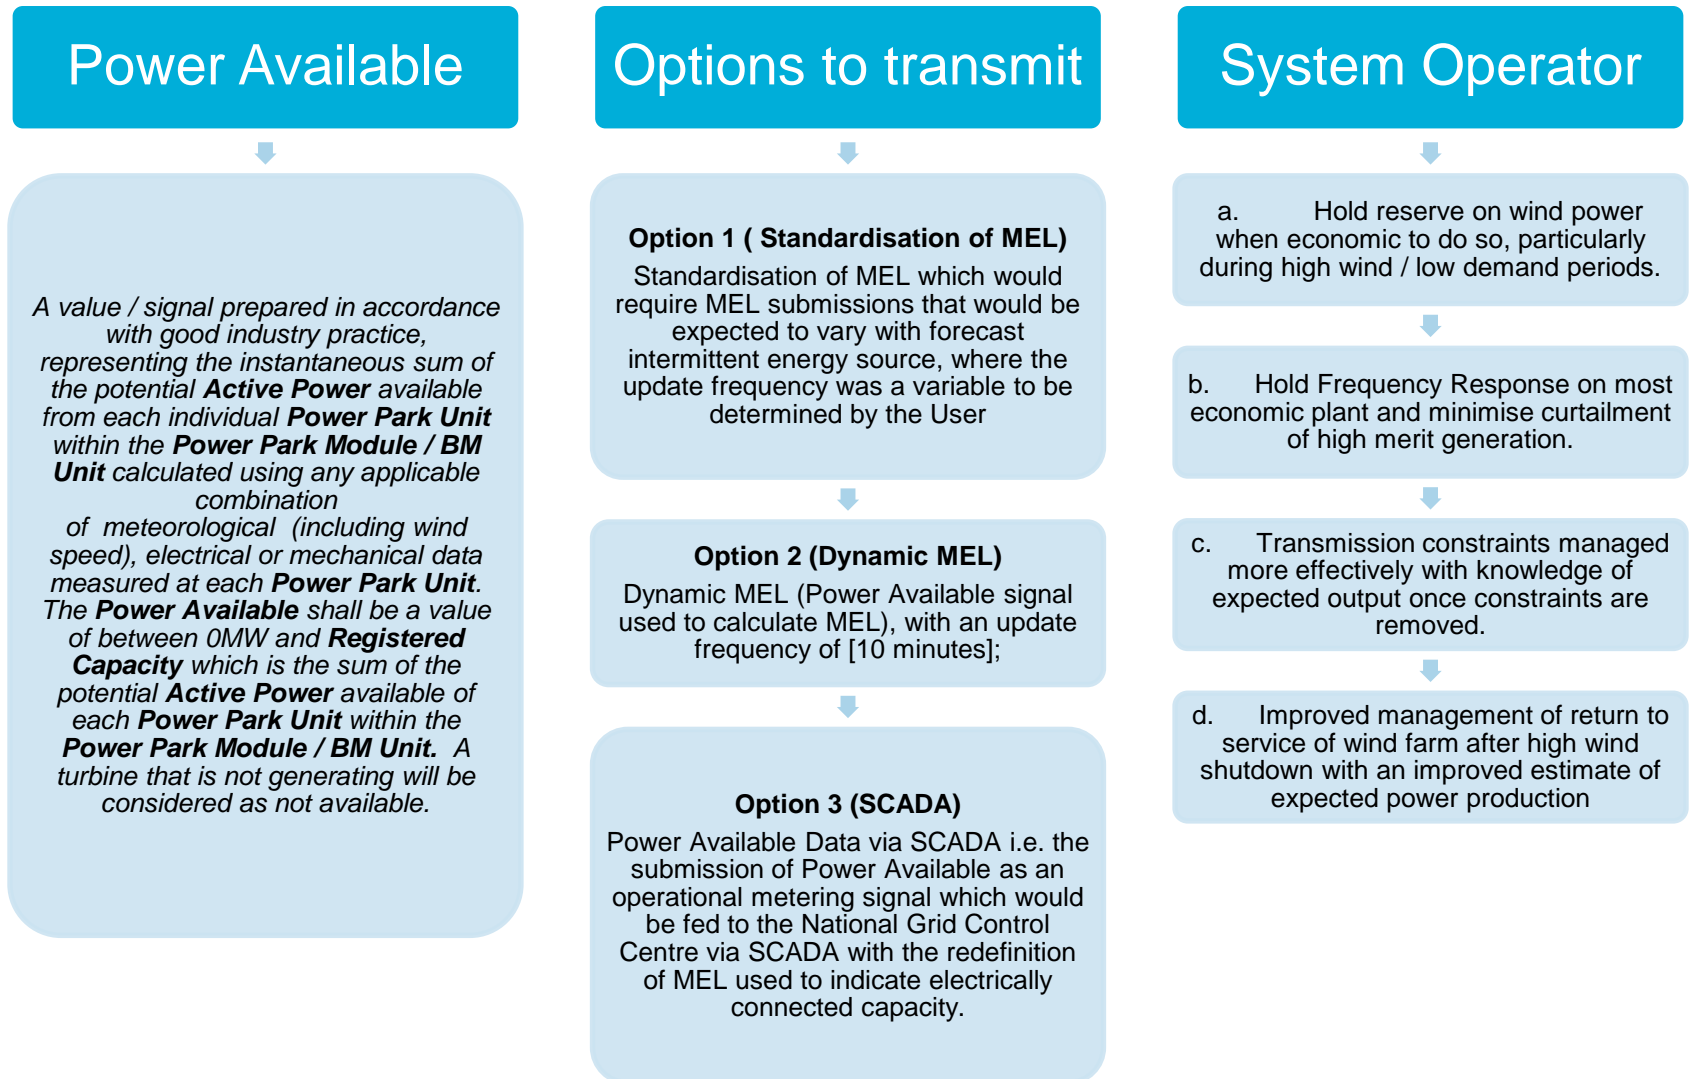 Power Available
A value / signal prepared in accordance
with good industry practice,
representing the instantaneous sum of
the potential Active Power available
from each individual Power Park Unit
within the Power Park Module / BM
Unit calculated using any applicable
combination
of meteorological (including wind
speed), electrical or mechanical data
measured at each Power Park Unit.
The Power Available shall be a value
of between 0MW and Registered
Capacity which is the sum of the
potential Active Power available of
each Power Park Unit within the
Power Park Module / BM Unit. A
turbine that is not generating will be
considered as not available.
Options to transmit
Option 1 ( Standardisation of MEL)
Standardisation of MEL which would
require MEL submissions that would be
expected to vary with forecast
intermittent energy source, where the
update frequency was a variable to be
determined by the User
Option 2 (Dynamic MEL)
Dynamic MEL (Power Available signal
used to calculate MEL), with an update
frequency of [10 minutes];
Option 3 (SCADA)
Power Available Data via SCADA i.e. the
submission of Power Available as an
operational metering signal which would
be fed to the National Grid Control
Centre via SCADA with the redefinition
of MEL used to indicate electrically
connected capacity.
System Operator
a. Hold reserve on wind power
when economic to do so, particularly
during high wind / low demand periods.
b. Hold Frequency Response on most
economic plant and minimise curtailment
of high merit generation.
c. Transmission constraints managed
more effectively with knowledge of
expected output once constraints are
removed.
d. Improved management of return to
service of wind farm after high wind
shutdown with an improved estimate of
expected power production